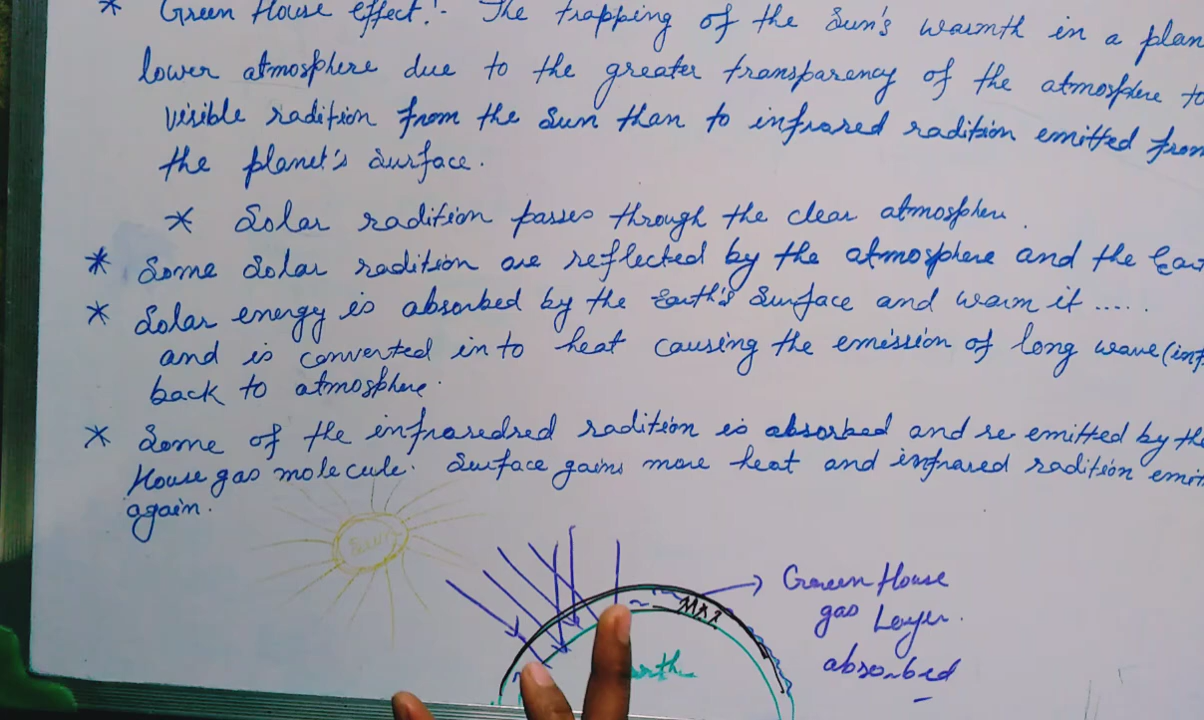 * Green House effect:- The trapping of the Sun's warmth in a plan
lower atmosphere due to the greater transparency of the atmosphere to
visible radition from the Sun than to infrared radition emitted from
the planet's surface.
* Solar radition passes through the clear atmosphere.
* Some Solar radition are reflected by the atmosphere and the Eart
* Solar energy is absorbed by the Earth's Surface and warm it .....
and is converted in to heat causing the emission of long wave (inf
back to atmosphere.
* Some of the infraredred radition is absorbed and re emitted by the
House gas molecule. Surface gains more heat and infrared radition emit
again.
Sun
Green House
gas Layer.
absorbed
arth